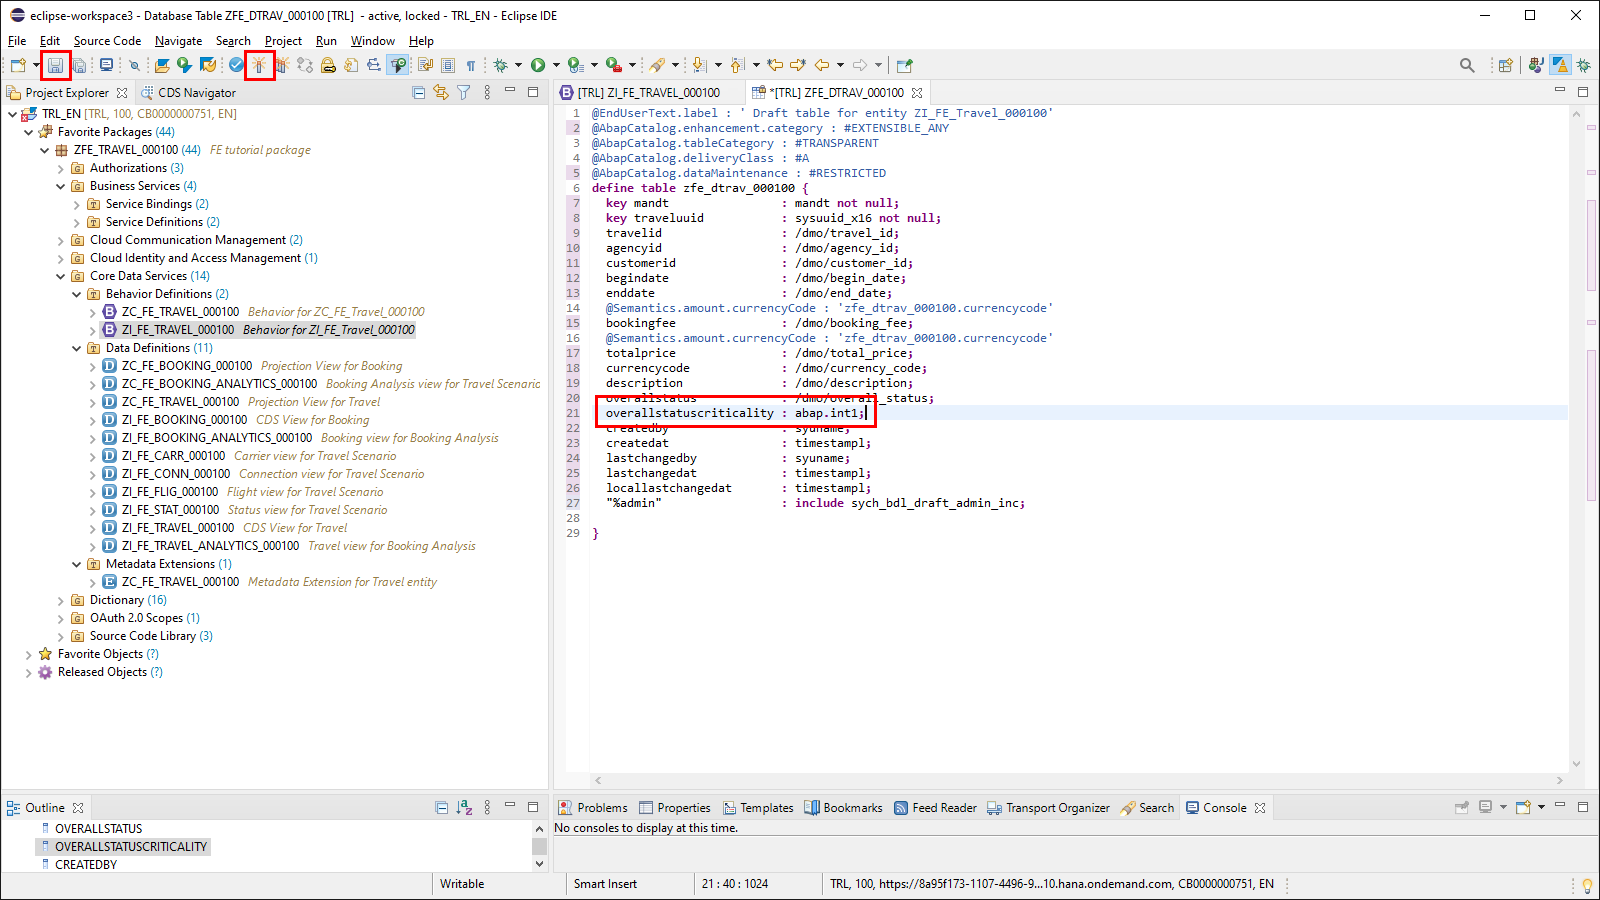 eclipse-workspace3 - Database Table ZFE_DTRAV_000100 [TRL] - active, locked - TRL_EN - Eclipse IDE
File Edit Source Code Navigate Search Project Run Window Help
Project Explorer CDS Navigator
TRL_EN [TRL, 100, CB0000000751, EN]
Favorite Packages (44)
ZFE_TRAVEL_000100 (44) FE tutorial package
Authorizations (3)
Business Services (4)
Service Bindings (2)
Service Definitions (2)
Cloud Communication Management (2)
Cloud Identity and Access Management (1)
Core Data Services (14)
Behavior Definitions (2)
ZC_FE_TRAVEL_000100 Behavior for ZC_FE_Travel_000100
ZI_FE_TRAVEL_000100 Behavior for ZI_FE_Travel_000100
Data Definitions (11)
ZC_FE_BOOKING_000100 Projection View for Booking
ZC_FE_BOOKING_ANALYTICS_000100 Booking Analysis view for Travel Scenario
ZC_FE_TRAVEL_000100 Projection View for Travel
ZI_FE_BOOKING_000100 CDS View for Booking
ZI_FE_BOOKING_ANALYTICS_000100 Booking view for Booking Analysis
ZI_FE_CARR_000100 Carrier view for Travel Scenario
ZI_FE_CONN_000100 Connection view for Travel Scenario
ZI_FE_FLIG_000100 Flight view for Travel Scenario
ZI_FE_STAT_000100 Status view for Travel Scenario
ZI_FE_TRAVEL_000100 CDS View for Travel
ZI_FE_TRAVEL_ANALYTICS_000100 Travel view for Booking Analysis
Metadata Extensions (1)
ZC_FE_TRAVEL_000100 Metadata Extension for Travel entity
Dictionary (16)
OAuth 2.0 Scopes (1)
Source Code Library (3)
Favorite Objects (?)
Released Objects (?)
[TRL] ZI_FE_TRAVEL_000100 *[TRL] ZFE_DTRAV_000100
1 @EndUserText.label : ' Draft table for entity ZI_FE_Travel_000100'
2 @AbapCatalog.enhancement.category : #EXTENSIBLE_ANY
3 @AbapCatalog.tableCategory : #TRANSPARENT
4 @AbapCatalog.deliveryClass : #A
5 @AbapCatalog.dataMaintenance : #RESTRICTED
6 define table zfe_dtrav_000100 {
7 key mandt : mandt not null;
8 key traveluuid : sysuuid_x16 not null;
9 travelid : /dmo/travel_id;
10 agencyid : /dmo/agency_id;
11 customerid : /dmo/customer_id;
12 begindate : /dmo/begin_date;
13 enddate : /dmo/end_date;
14 @Semantics.amount.currencyCode : 'zfe_dtrav_000100.currencycode'
15 bookingfee : /dmo/booking_fee;
16 @Semantics.amount.currencyCode : 'zfe_dtrav_000100.currencycode'
17 totalprice : /dmo/total_price;
18 currencycode : /dmo/currency_code;
19 description : /dmo/description;
20 overallstatus : /dmo/overall_status;
21 overallstatuscriticality : abap.int1;
22 createdby : syuname;
23 createdat : timestampl;
24 lastchangedby : syuname;
25 lastchangedat : timestampl;
26 locallastchangedat : timestampl;
27 "%admin" : include sych_bdl_draft_admin_inc;
28
29 }
Outline
OVERALLSTATUS
OVERALLSTATUSCRITICALITY
CREATEDBY
Problems Properties Templates Bookmarks Feed Reader Transport Organizer Search Console
No consoles to display at this time.
Writable Smart Insert 21 : 40 : 1024 TRL, 100, https://8a95f173-1107-4496-9...10.hana.ondemand.com, CB0000000751, EN